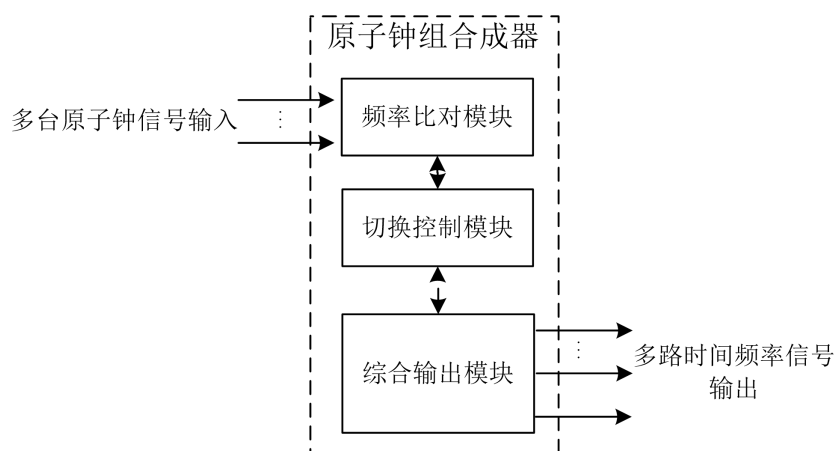 原子钟组合成器
多台原子钟信号输入
频率比对模块
切换控制模块
综合输出模块
多路时间频率信号
输出